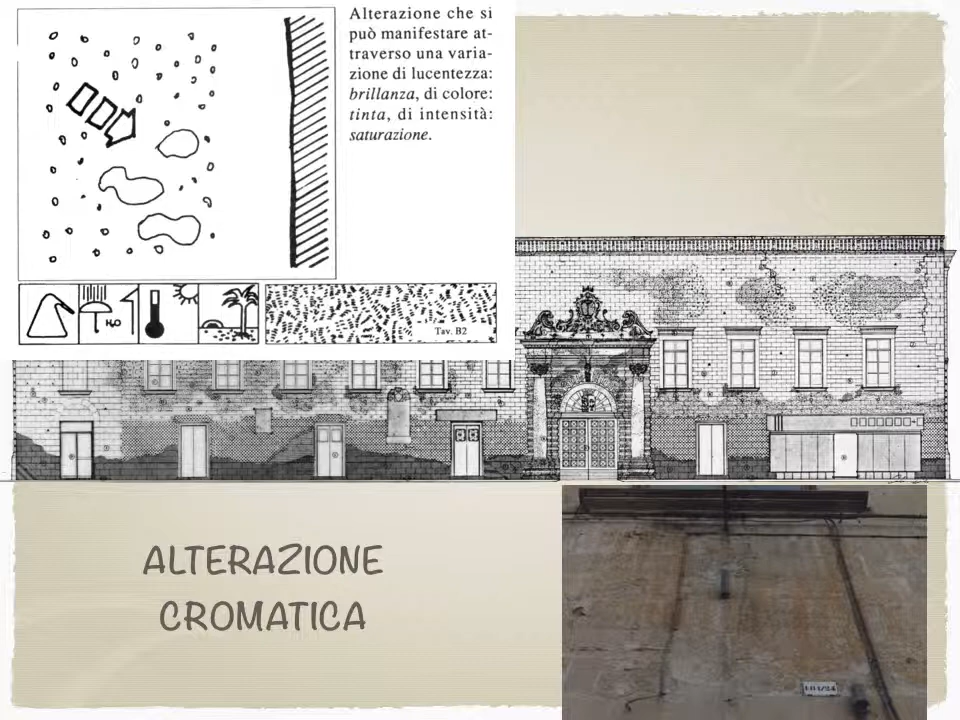 Alterazione che si
può manifestare at-
traverso una varia-
zione di lucentezza:
brillanza, di colore:
tinta, di intensità:
saturazione.
H₂O
Tav. B2
ALTERAZIONE
CROMATICA